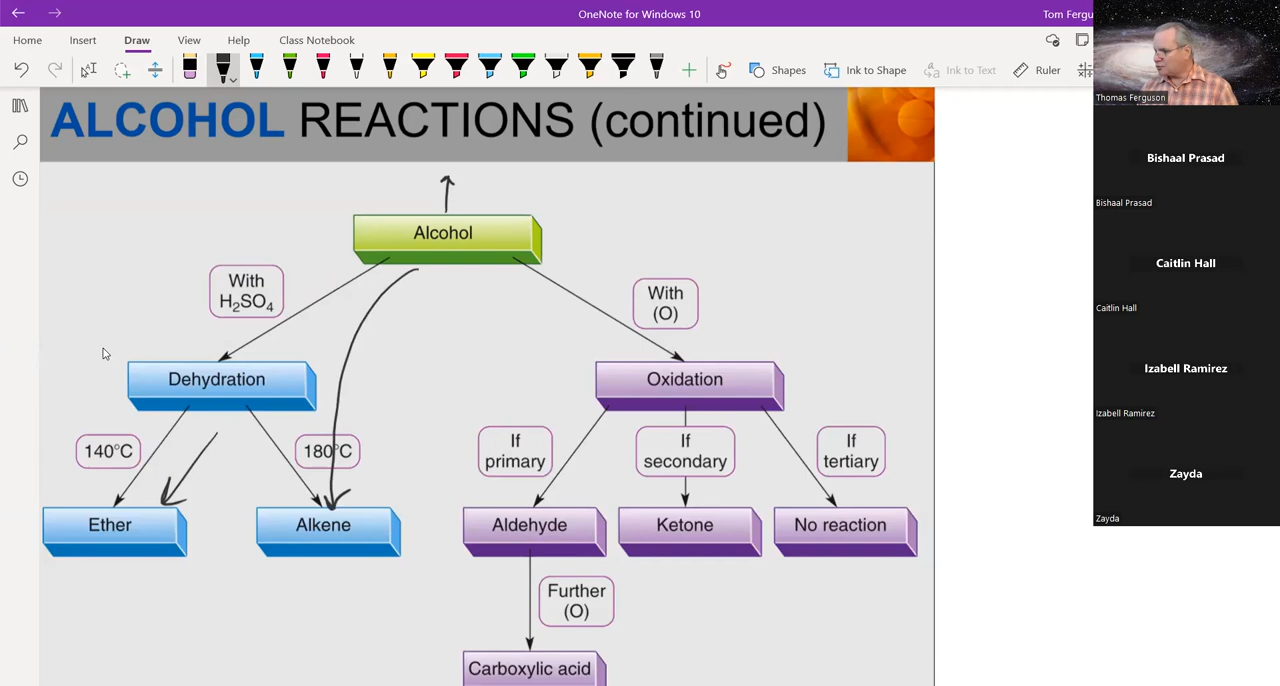 OneNote for Windows 10
Tom Fergu
Home Insert Draw View Help Class Notebook
Shapes Ink to Shape Ink to Text Ruler
ALCOHOL REACTIONS (continued)
Alcohol
With
H₂SO₄
With
(O)
Dehydration
Oxidation
140°C
180°C
If
primary
If
secondary
If
tertiary
Ether
Alkene
Aldehyde
Ketone
No reaction
Further
(O)
Carboxylic acid
Thomas Ferguson
Bishaal Prasad
Bishaal Prasad
Caitlin Hall
Caitlin Hall
Izabell Ramirez
Izabell Ramirez
Zayda
Zayda